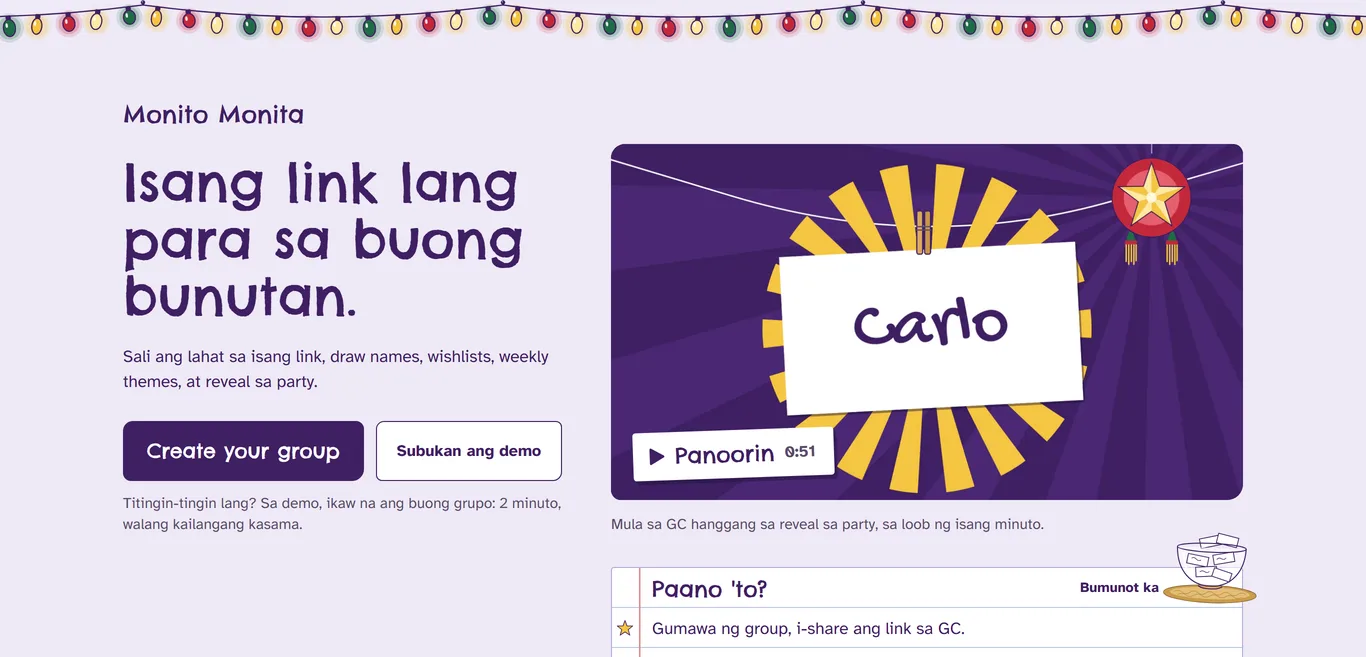 Monito Monita
Isang link lang
para sa buong
bunutan.
Sali ang lahat sa isang link, draw names, wishlists, weekly
themes, at reveal sa party.
Create your group
Subukan ang demo
Titingin-tingin lang? Sa demo, ikaw na ang buong grupo: 2 minuto,
walang kailangang kasama.
Carlo
Panoorin 0:51
Mula sa GC hanggang sa reveal sa party, sa loob ng isang minuto.
Paano 'to?
Bumunot ka
Gumawa ng group, i-share ang link sa GC.